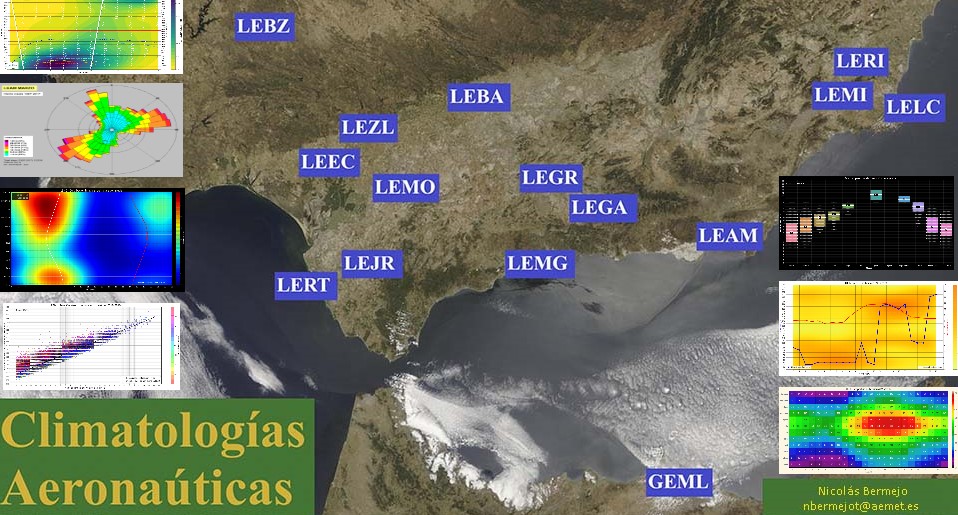 LEBZ
LERI
LEBA
LEMI
LELC
LEZL
LEEC
LEMO
LEGR
LEGA
LEAM
LEJR
LEMG
LERT
GEML
Climatologías
Aeronaúticas
Nicolás Bermejo
nbermejot@aemet.es